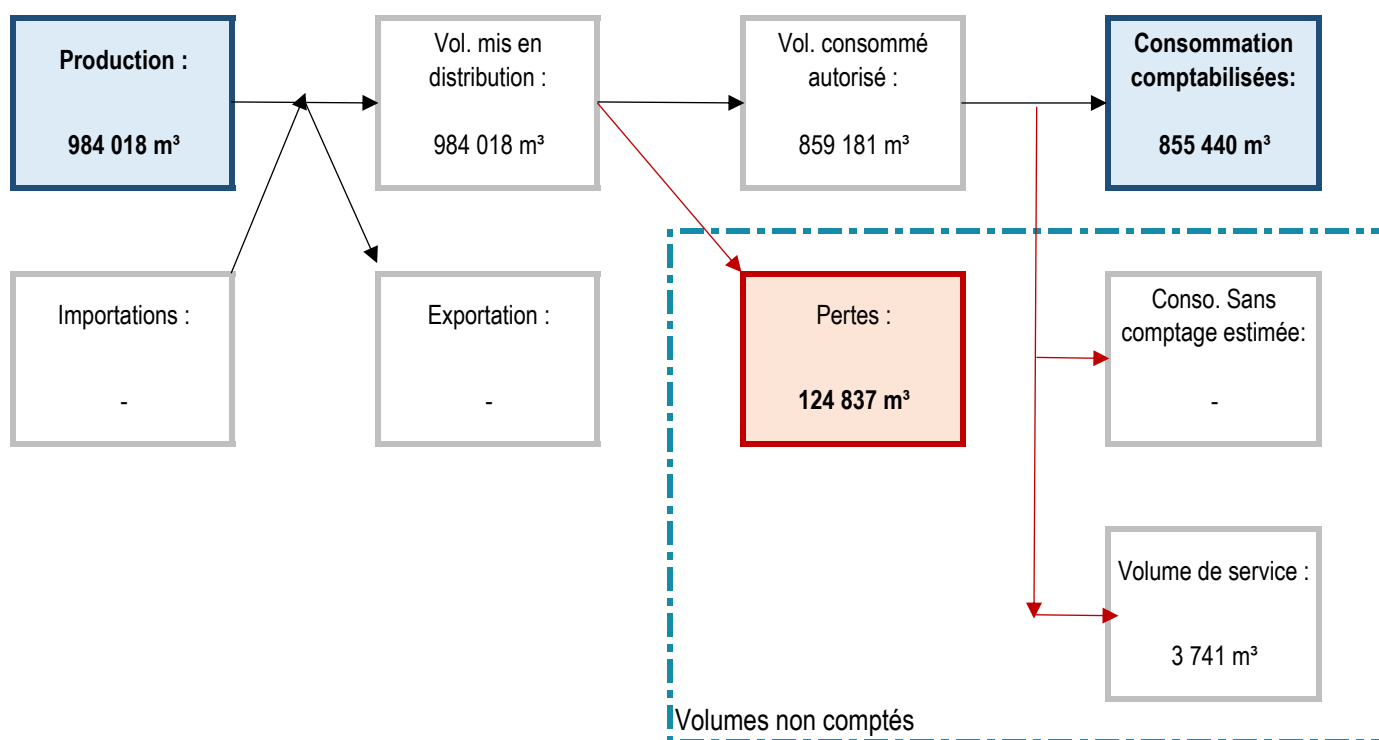 Production :
984 018 m³
Vol. mis en
distribution :
984 018 m³
Vol. consommé
autorisé :
859 181 m³
Consommation
comptabilisées:
855 440 m³
Importations :
-
Exportation :
-
Pertes :
124 837 m³
Conso. Sans
comptage estimée:
-
Volume de service :
3 741 m³
Volumes non comptés